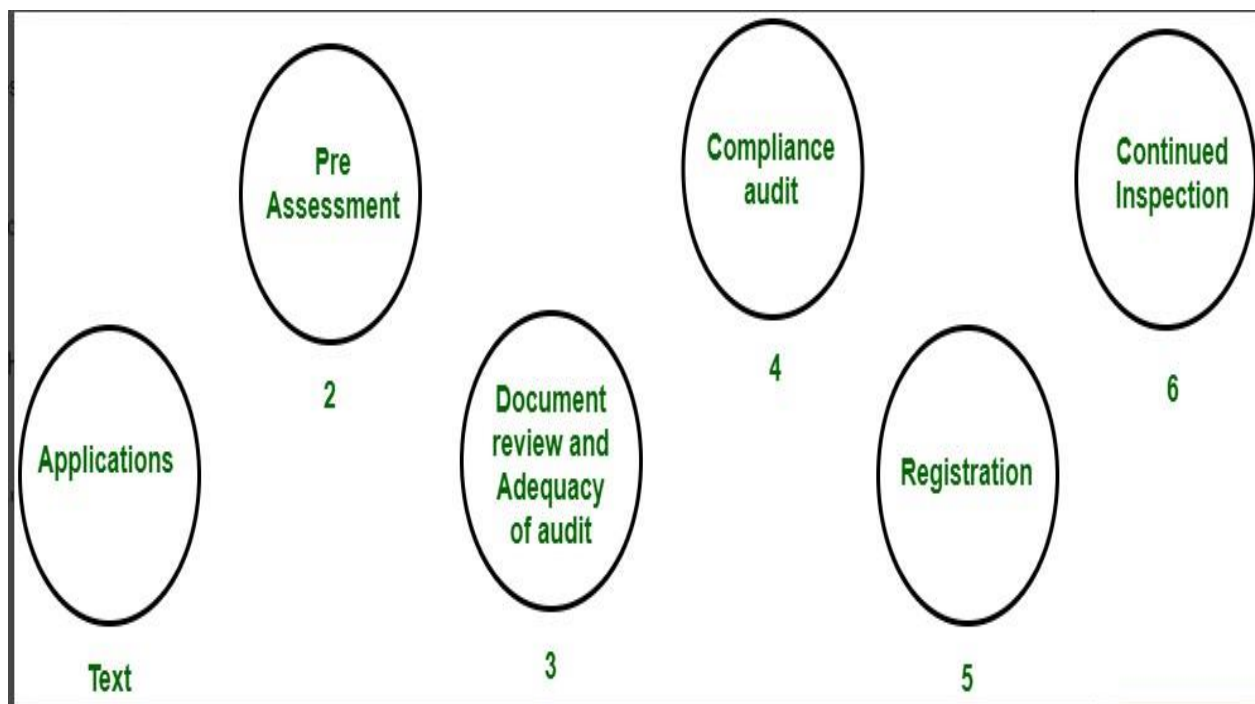 Applications
Text
Pre
Assessment
2
Document
review and
Adequacy
of audit
3
Compliance
audit
4
Registration
5
Continued
Inspection
6